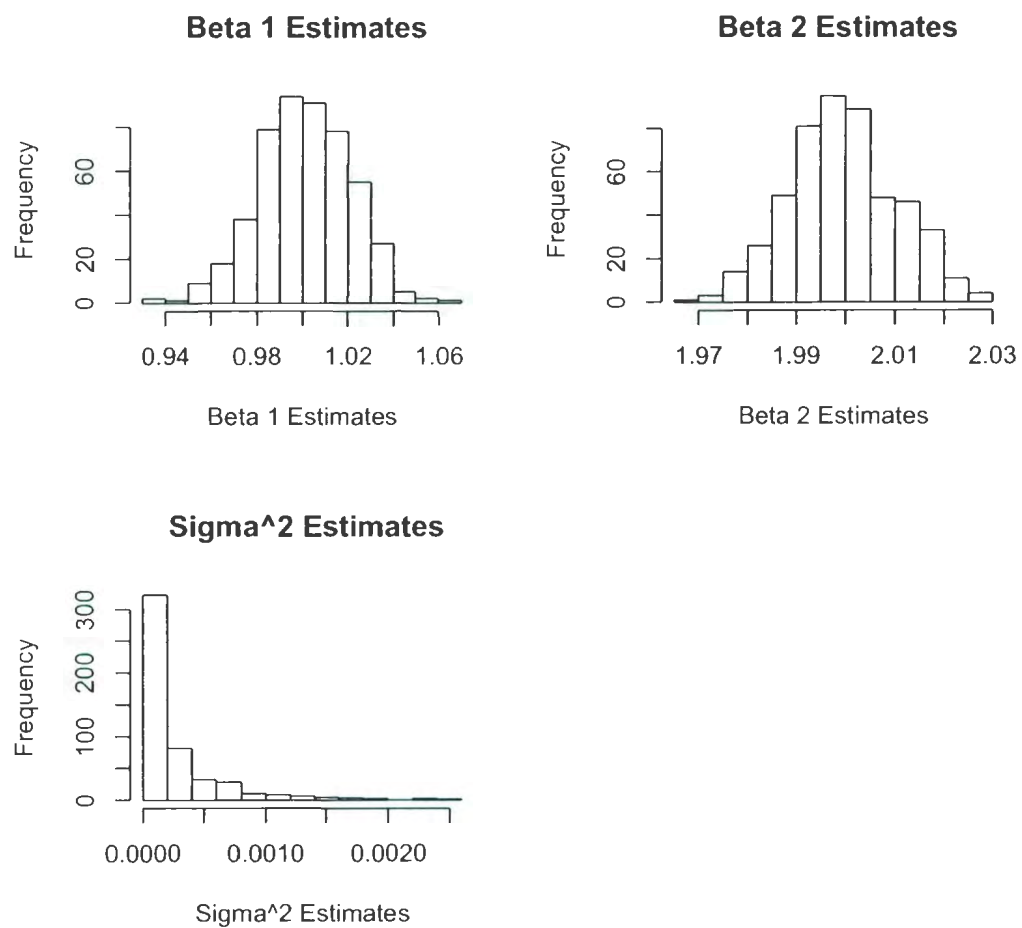 Beta 1 Estimates
Frequency
0 20 60
0.94 0.98 1.02 1.06
Beta 1 Estimates
Beta 2 Estimates
Frequency
0 20 60
1.97 1.99 2.01 2.03
Beta 2 Estimates
Sigma^2 Estimates
Frequency
0 100 200 300
0.0000 0.0010 0.0020
Sigma^2 Estimates